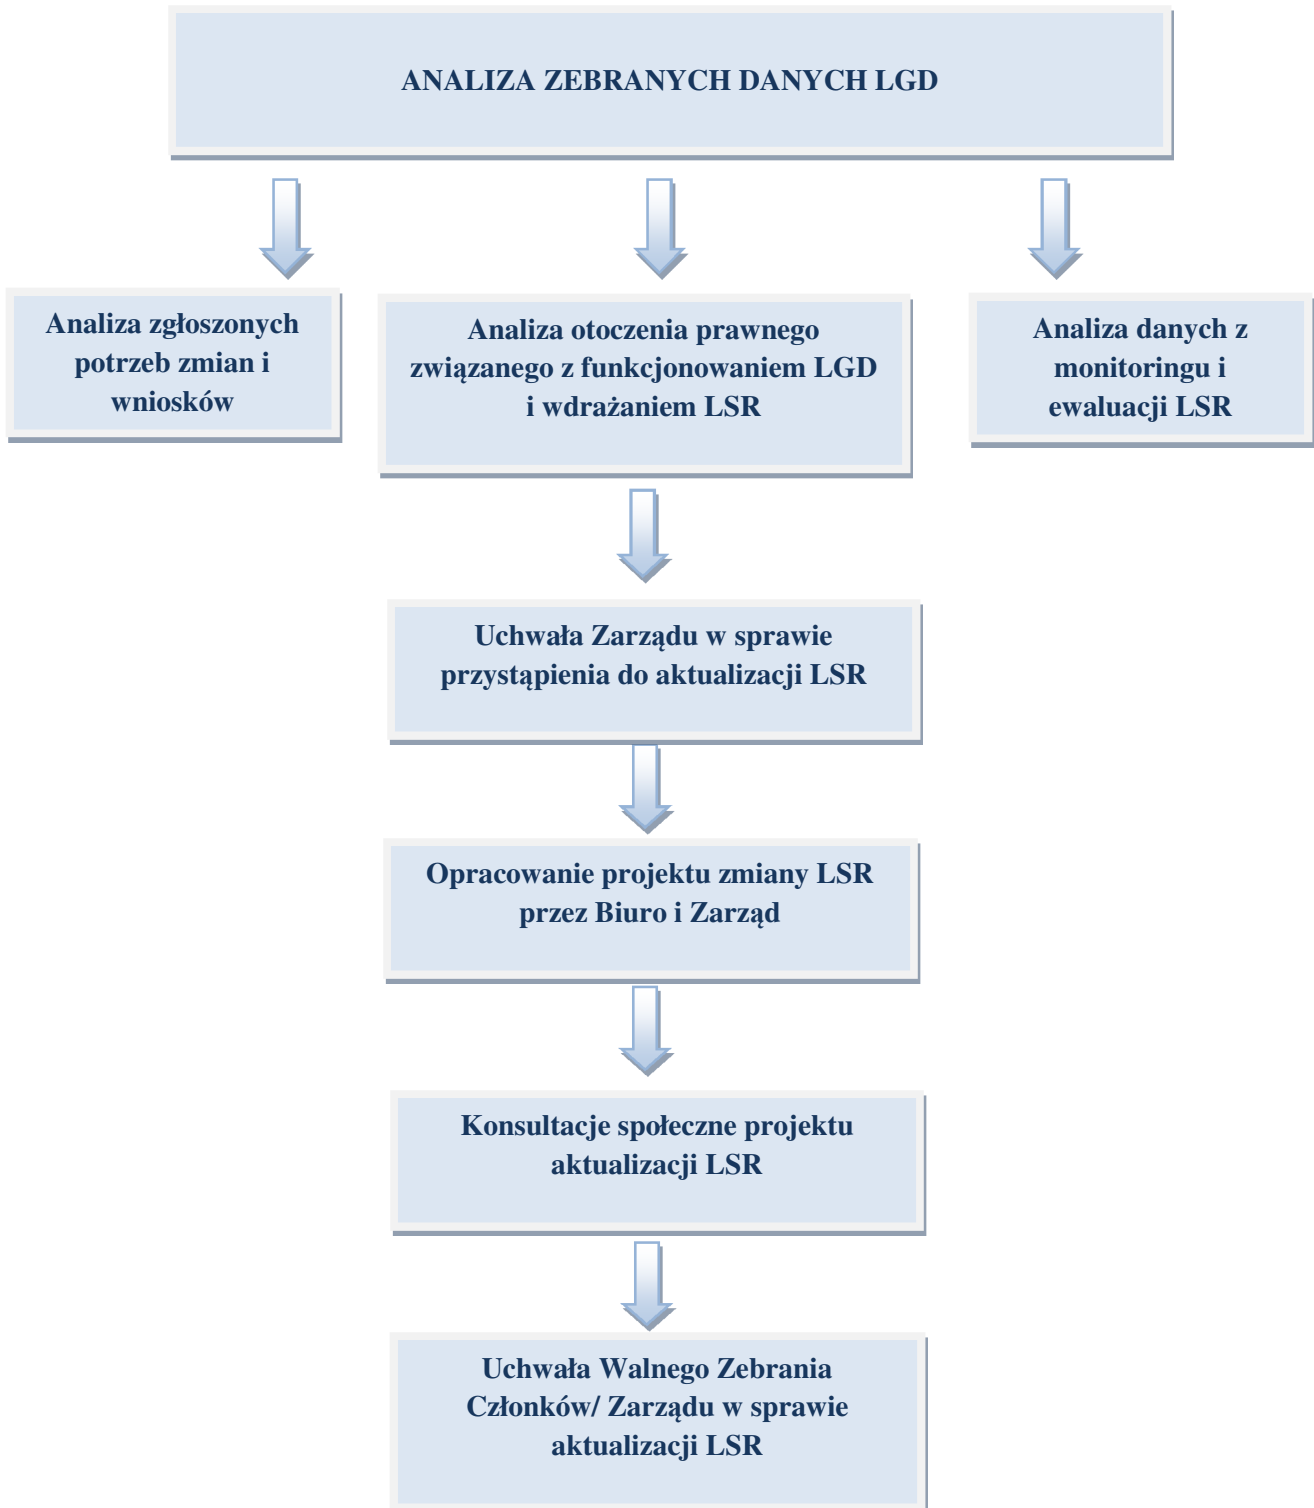 ANALIZA ZEBRANYCH DANYCH LGD
Analiza zgłoszonych
potrzeb zmian i
wniosków
Analiza otoczenia prawnego
związanego z funkcjonowaniem LGD
i wdrażaniem LSR
Analiza danych z
monitoringu i
ewaluacji LSR
Uchwała Zarządu w sprawie
przystąpienia do aktualizacji LSR
Opracowanie projektu zmiany LSR
przez Biuro i Zarząd
Konsultacje społeczne projektu
aktualizacji LSR
Uchwała Walnego Zebrania
Członków/ Zarządu w sprawie
aktualizacji LSR